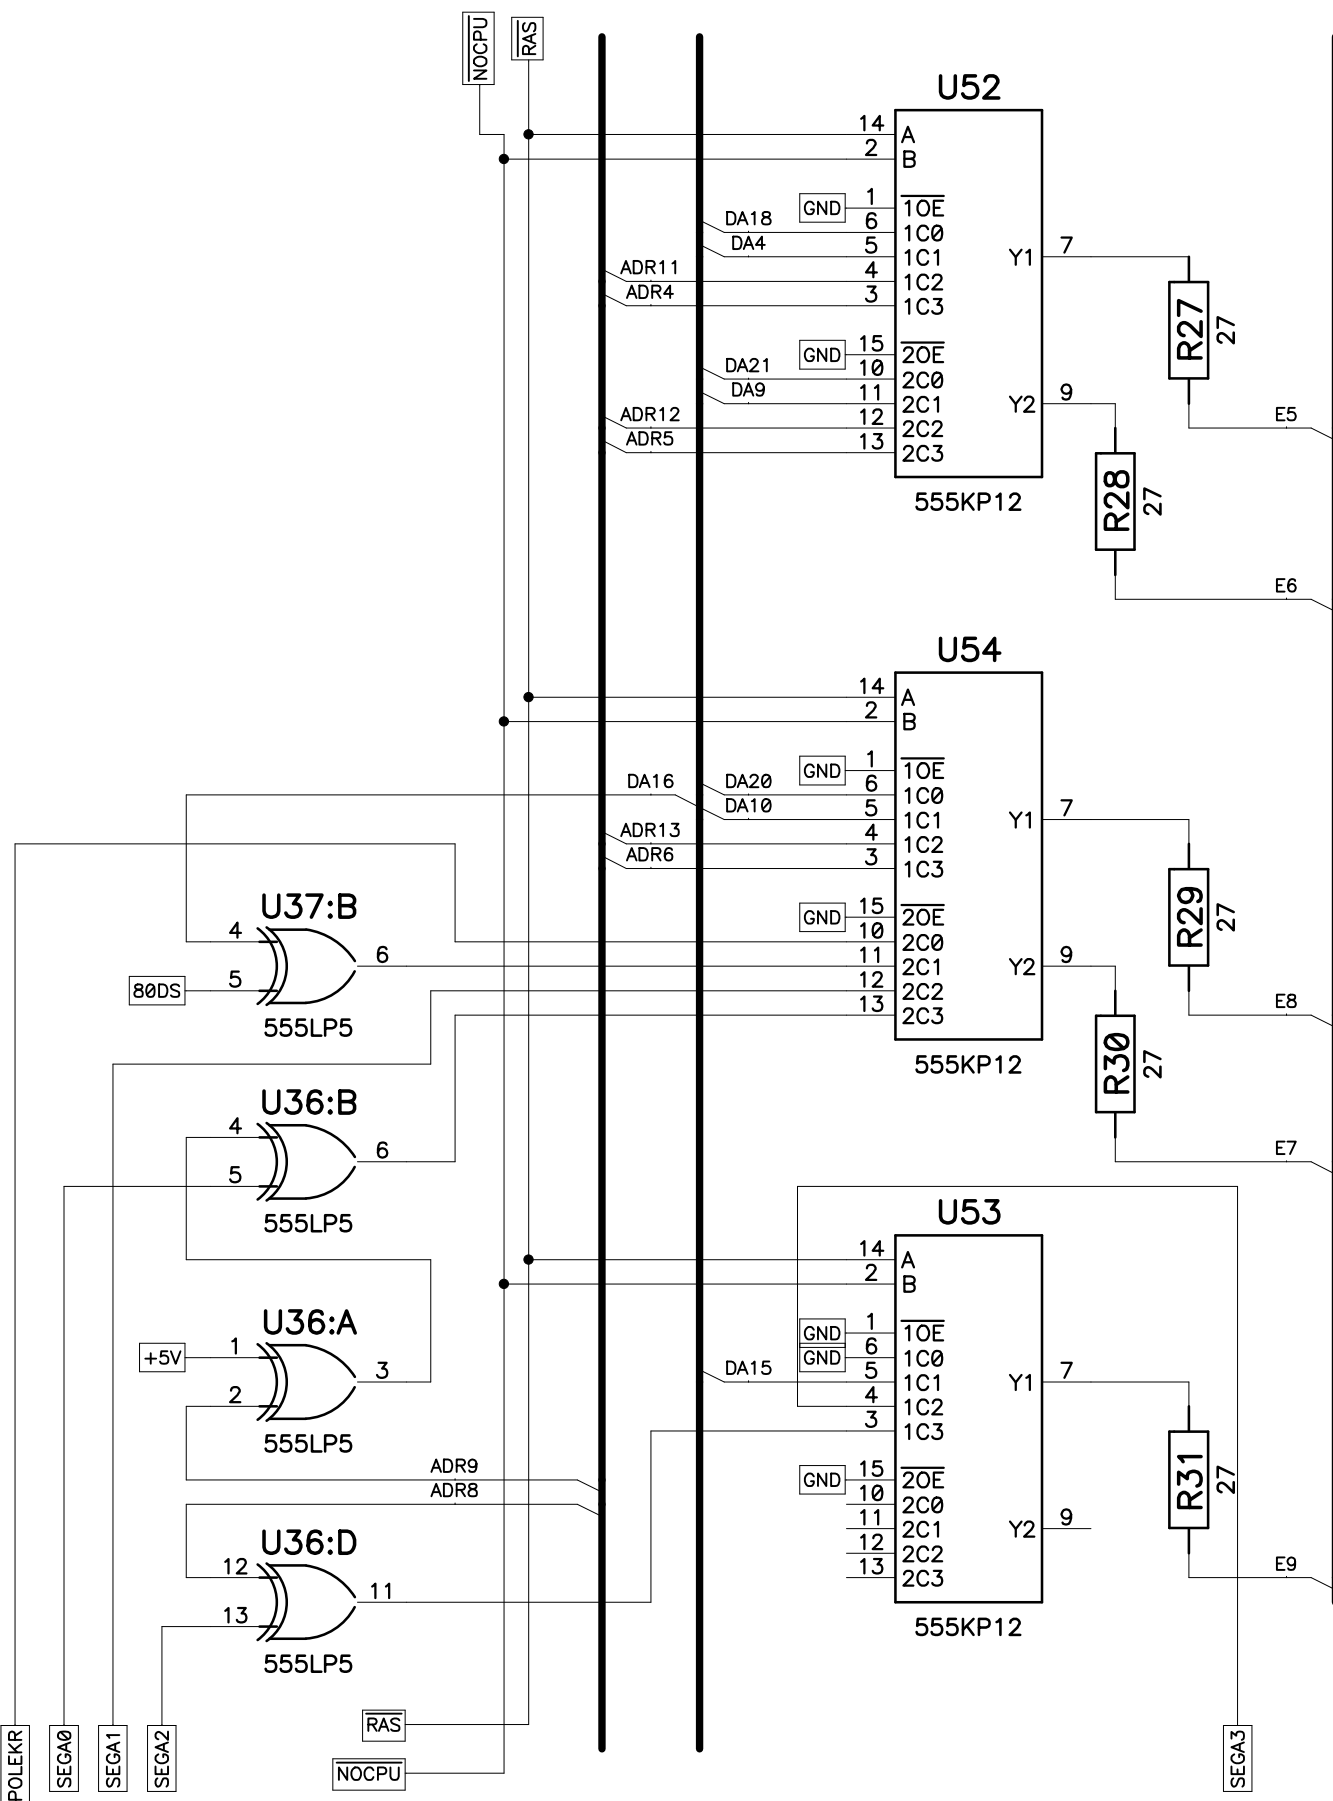 NOCPU
RAS
U52
14 A
2 B
GND 1 1OE
DA18 6 1C0
DA4 5 1C1
Y1 7
ADR11 4 1C2
ADR4 3 1C3
R27
27
GND 15 2OE
DA21 10 2C0
DA9 11 2C1
Y2 9
ADR12 12 2C2
E5
ADR5 13 2C3
555KP12
R28
27
E6
U54
14 A
2 B
GND 1 1OE
DA16 DA20 6 1C0
DA10 5 1C1
Y1 7
ADR13 4 1C2
ADR6 3 1C3
R29
27
U37:B
GND 15 2OE
4
10 2C0
6 11 2C1
Y2 9
80DS 5
12 2C2
13 2C3
E8
555LP5
555KP12
R30
27
U36:B
4
6
E7
5
555LP5
U53
14 A
2 B
U36:A
GND 1 1OE
+5V 1
GND 6 1C0
3
DA15 5 1C1
Y1 7
2
4 1C2
3 1C3
555LP5
R31
27
ADR9
GND 15 2OE
ADR8
10 2C0
11 2C1
Y2 9
U36:D
12
12 2C2
13 2C3
E9
11
13
555KP12
555LP5
RAS
NOCPU
POLEKR
SEGA0
SEGA1
SEGA2
SEGA3